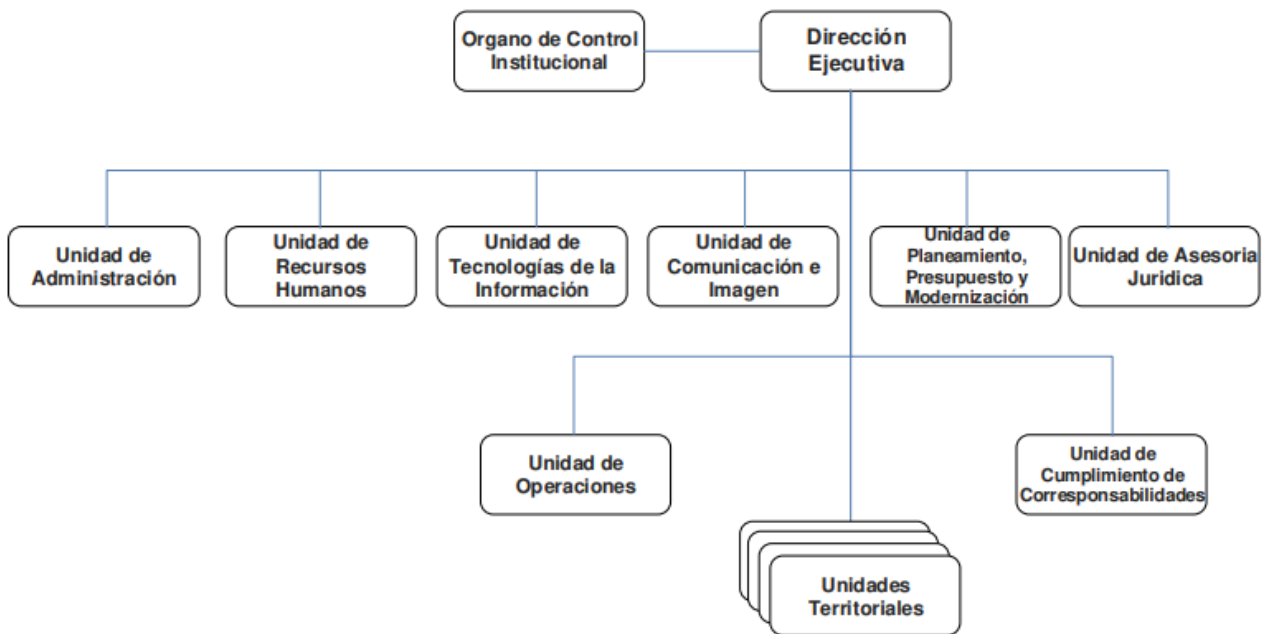 Organo de Control
Institucional
Dirección
Ejecutiva
Unidad de
Administración
Unidad de
Recursos
Humanos
Unidad de
Tecnologías de la
Información
Unidad de
Comunicación e
Imagen
Unidad de
Planeamiento,
Presupuesto y
Modernización
Unidad de Asesoria
Juridica
Unidad de
Operaciones
Unidad de
Cumplimiento de
Corresponsabilidades
Unidades
Territoriales